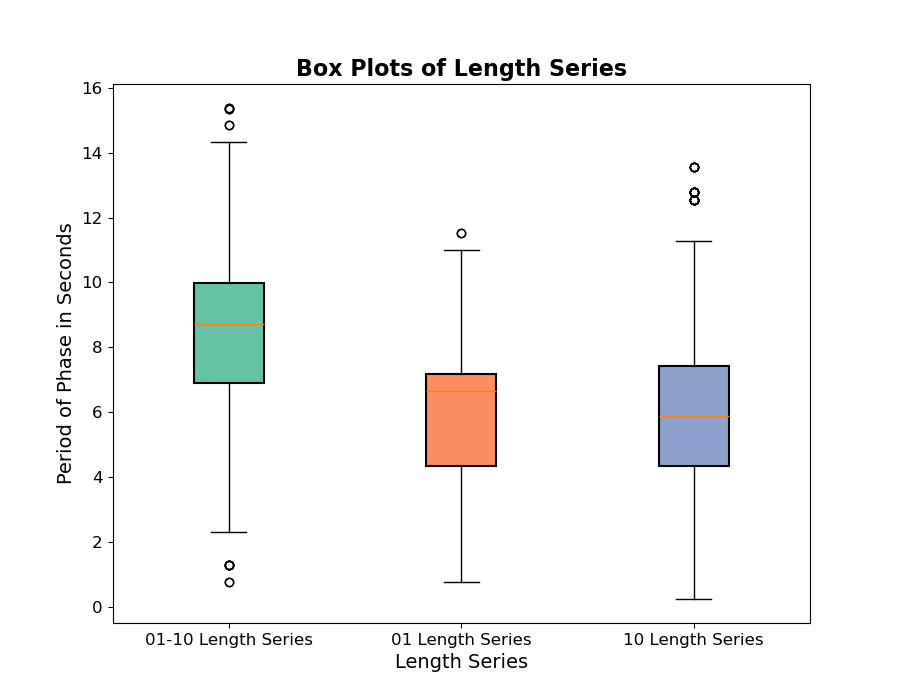 Box Plots of Length Series
Period of Phase in Seconds
16
14
12
10
8
6
4
2
0
01-10 Length Series
01 Length Series
10 Length Series
Length Series